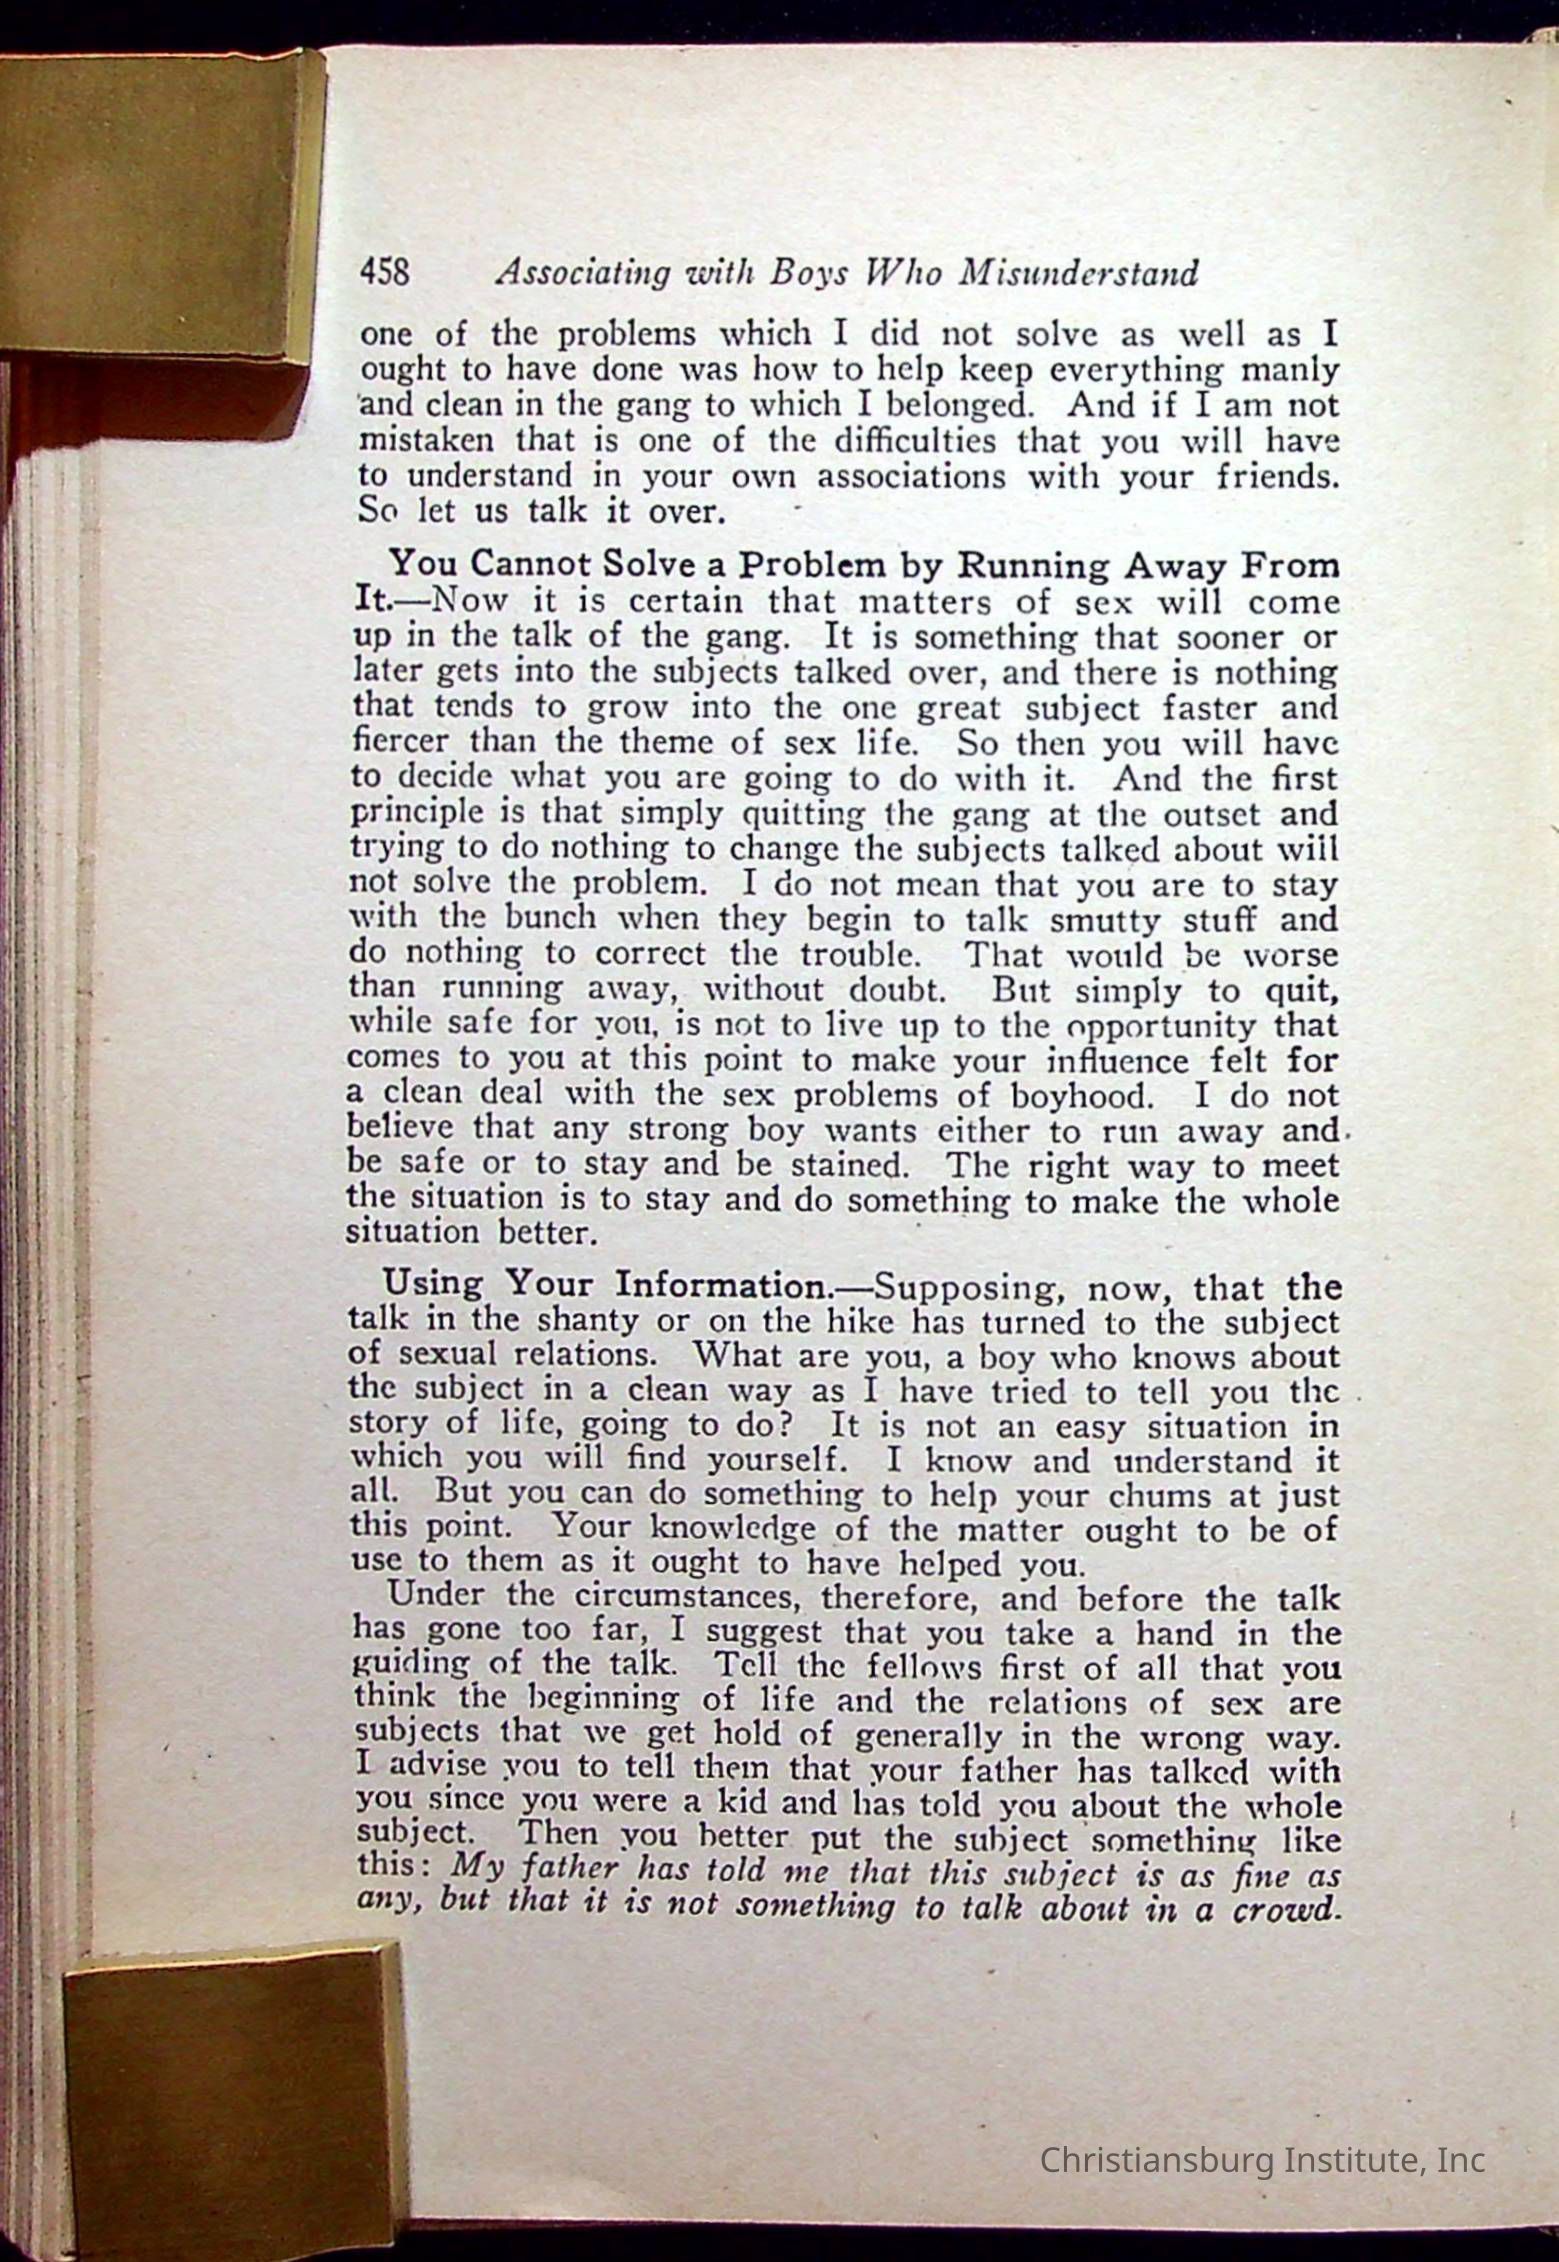 458 Associating with Boys Who Misunderstand
one of the problems which I did not solve as well as I
ought to have done was how to help keep everything manly
and clean in the gang to which I belonged. And if I am not
mistaken that is one of the difficulties that you will have
to understand in your own associations with your friends.
So let us talk it over.
You Cannot Solve a Problem by Running Away From
It.—Now it is certain that matters of sex will come
up in the talk of the gang. It is something that sooner or
later gets into the subjects talked over, and there is nothing
that tends to grow into the one great subject faster and
fiercer than the theme of sex life. So then you will have
to decide what you are going to do with it. And the first
principle is that simply quitting the gang at the outset and
trying to do nothing to change the subjects talked about will
not solve the problem. I do not mean that you are to stay
with the bunch when they begin to talk smutty stuff and
do nothing to correct the trouble. That would be worse
than running away, without doubt. But simply to quit,
while safe for you, is not to live up to the opportunity that
comes to you at this point to make your influence felt for
a clean deal with the sex problems of boyhood. I do not
believe that any strong boy wants either to run away and
be safe or to stay and be stained. The right way to meet
the situation is to stay and do something to make the whole
situation better.
Using Your Information.—Supposing, now, that the
talk in the shanty or on the hike has turned to the subject
of sexual relations. What are you, a boy who knows about
the subject in a clean way as I have tried to tell you the
story of life, going to do? It is not an easy situation in
which you will find yourself. I know and understand it
all. But you can do something to help your chums at just
this point. Your knowledge of the matter ought to be of
use to them as it ought to have helped you.
Under the circumstances, therefore, and before the talk
has gone too far, I suggest that you take a hand in the
guiding of the talk. Tell the fellows first of all that you
think the beginning of life and the relations of sex are
subjects that we get hold of generally in the wrong way.
I advise you to tell them that your father has talked with
you since you were a kid and has told you about the whole
subject. Then you better put the subject something like
this: My father has told me that this subject is as fine as
any, but that it is not something to talk about in a crowd.
Christiansburg Institute, Inc